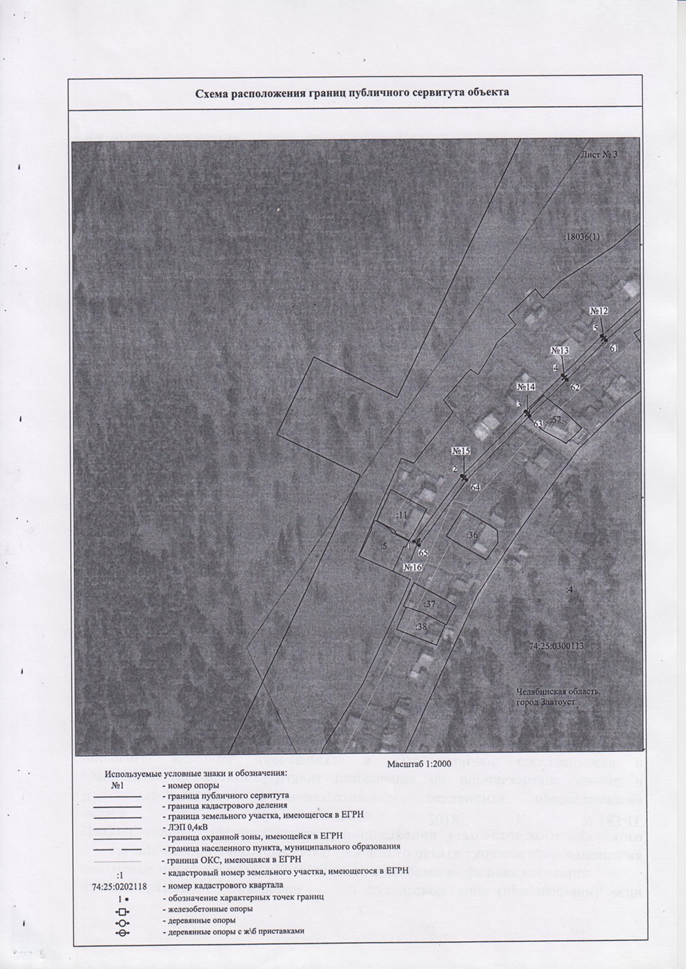 Схема расположения границ публичного сервитута объекта
Лист № 3
:18036(1)
№12
5
61
№13
4
62
№14
3
63
:57
№15
2
64
:11
:5
1
65
№16
:36
:37
:38
:4
74:25:0300113
Челябинская область,
город Златоуст
Масштаб 1:2000
Используемые условные знаки и обозначения:
№1 - номер опоры
- граница публичного сервитута
- граница кадастрового деления
- граница земельного участка, имеющегося в ЕГРН
- ЛЭП 0,4кВ
- граница охранной зоны, имейщейся в ЕГРН
- граница населенного пункта, муниципального образования
- граница ОКС, имеющаяся в ЕГРН
:1 - кадастровый номер земельного участка, имеющегося в ЕГРН
74:25:0202118 - номер кадастрового квартала
1 - обозначение характерных точек границ
- железобетонные опоры
- деревянные опоры
- деревянные опоры с ж\б приставками